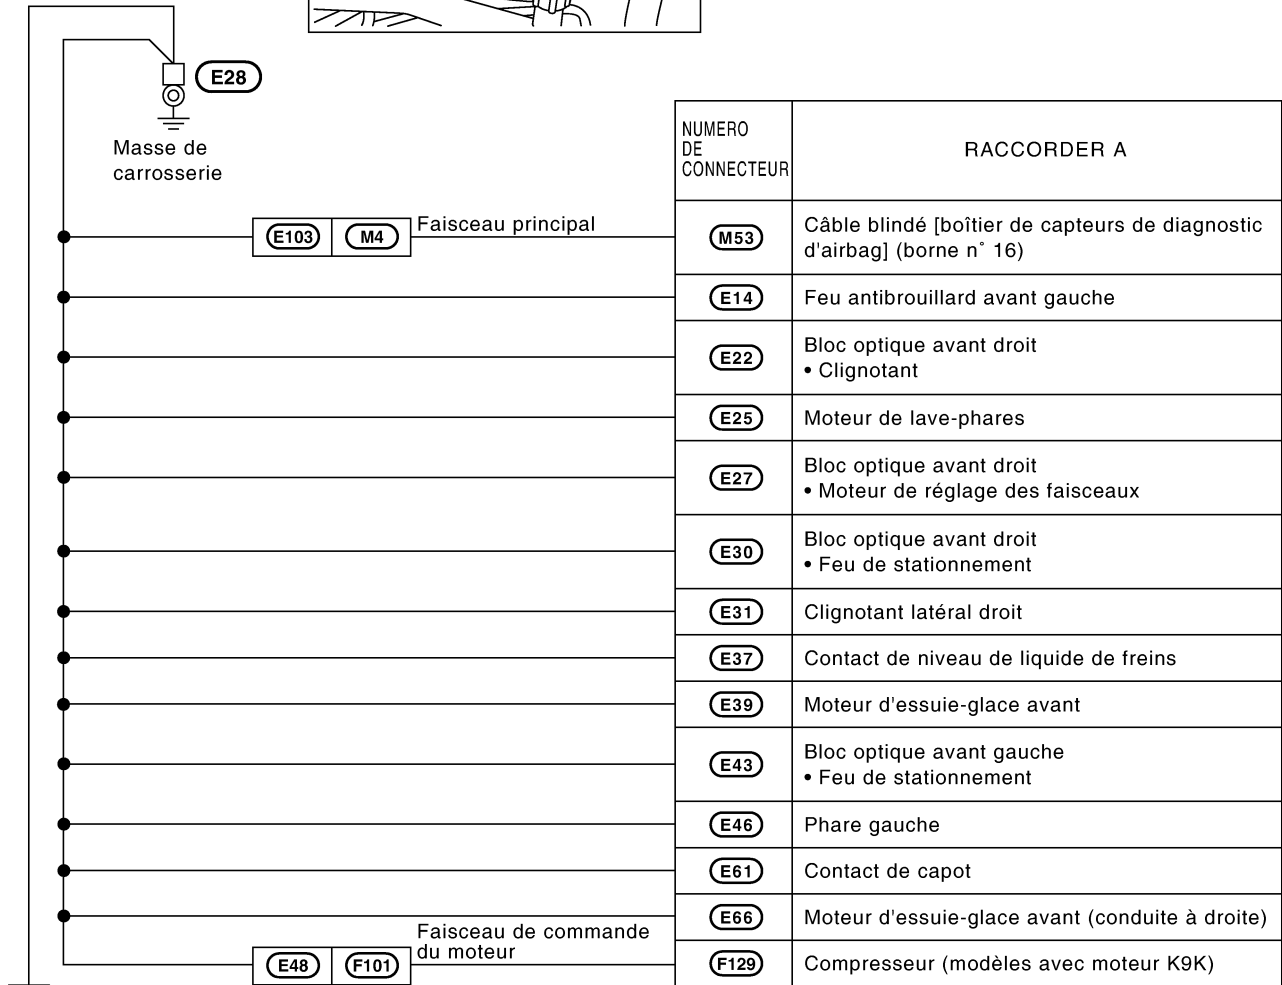 E28
Masse de
carrosserie
NUMERO
DE
CONNECTEUR
RACCORDER A
E103 M4 Faisceau principal
M53 Câble blindé [boîtier de capteurs de diagnostic
d'airbag] (borne n° 16)
E14 Feu antibrouillard avant gauche
E22 Bloc optique avant droit
• Clignotant
E25 Moteur de lave-phares
E27 Bloc optique avant droit
• Moteur de réglage des faisceaux
E30 Bloc optique avant droit
• Feu de stationnement
E31 Clignotant latéral droit
E37 Contact de niveau de liquide de freins
E39 Moteur d'essuie-glace avant
E43 Bloc optique avant gauche
• Feu de stationnement
E46 Phare gauche
E61 Contact de capot
E66 Moteur d'essuie-glace avant (conduite à droite)
Faisceau de commande
du moteur
E48 F101
F129 Compresseur (modèles avec moteur K9K)